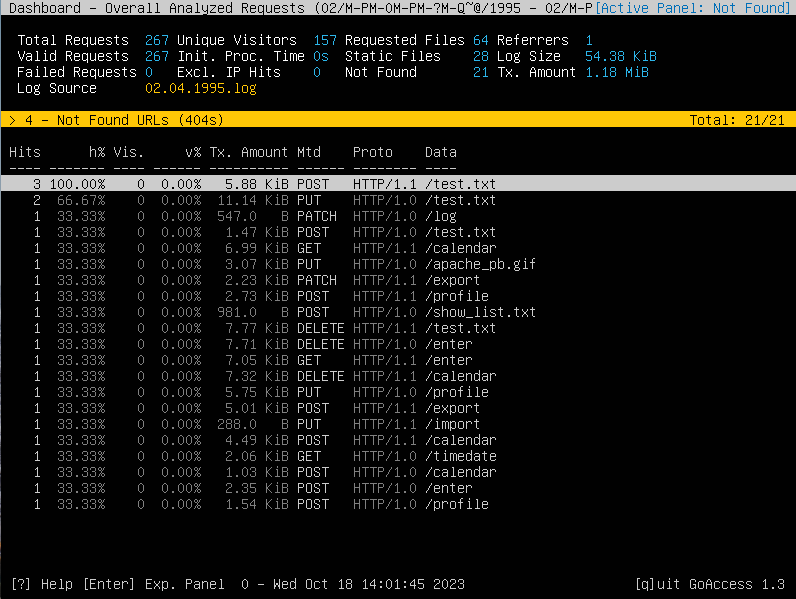 Dashboard - Overall Analyzed Requests (02/M-PM-0M-PM-?M-Q~@/1995 - 02/M-P[Active Panel: Not Found]
Total Requests 267 Unique Visitors 157 Requested Files 64 Referrers 1
Valid Requests 267 Init. Proc. Time 0s Static Files 28 Log Size 54.38 KiB
Failed Requests 0 Excl. IP Hits 0 Not Found 21 Tx. Amount 1.18 MiB
Log Source 02.04.1995.log
> 4 - Not Found URLs (404s) Total: 21/21
Hits h% Vis. v% Tx. Amount Mtd Proto Data
---- ------- ---- ------ ---------- ------ -------- ----
3 100.00% 0 0.00% 5.88 KiB POST HTTP/1.1 /test.txt
2 66.67% 0 0.00% 11.14 KiB PUT HTTP/1.0 /test.txt
1 33.33% 0 0.00% 547.0 B PATCH HTTP/1.0 /log
1 33.33% 0 0.00% 1.47 KiB POST HTTP/1.0 /test.txt
1 33.33% 0 0.00% 6.99 KiB GET HTTP/1.0 /calendar
1 33.33% 0 0.00% 3.07 KiB PUT HTTP/1.0 /apache_pb.gif
1 33.33% 0 0.00% 2.23 KiB PATCH HTTP/1.1 /export
1 33.33% 0 0.00% 2.73 KiB POST HTTP/1.0 /profile
1 33.33% 0 0.00% 981.0 B POST HTTP/1.0 /show_list.txt
1 33.33% 0 0.00% 7.77 KiB DELETE HTTP/1.1 /test.txt
1 33.33% 0 0.00% 7.71 KiB DELETE HTTP/1.0 /enter
1 33.33% 0 0.00% 7.05 KiB GET HTTP/1.1 /enter
1 33.33% 0 0.00% 7.32 KiB DELETE HTTP/1.1 /calendar
1 33.33% 0 0.00% 5.75 KiB PUT HTTP/1.0 /profile
1 33.33% 0 0.00% 5.01 KiB POST HTTP/1.1 /export
1 33.33% 0 0.00% 288.0 B PUT HTTP/1.0 /import
1 33.33% 0 0.00% 4.49 KiB POST HTTP/1.1 /calendar
1 33.33% 0 0.00% 2.06 KiB GET HTTP/1.0 /timedate
1 33.33% 0 0.00% 1.03 KiB POST HTTP/1.0 /calendar
1 33.33% 0 0.00% 2.35 KiB POST HTTP/1.0 /enter
1 33.33% 0 0.00% 1.54 KiB POST HTTP/1.0 /profile
[?] Help [Enter] Exp. Panel 0 - Wed Oct 18 14:01:45 2023 [q]uit GoAccess 1.3